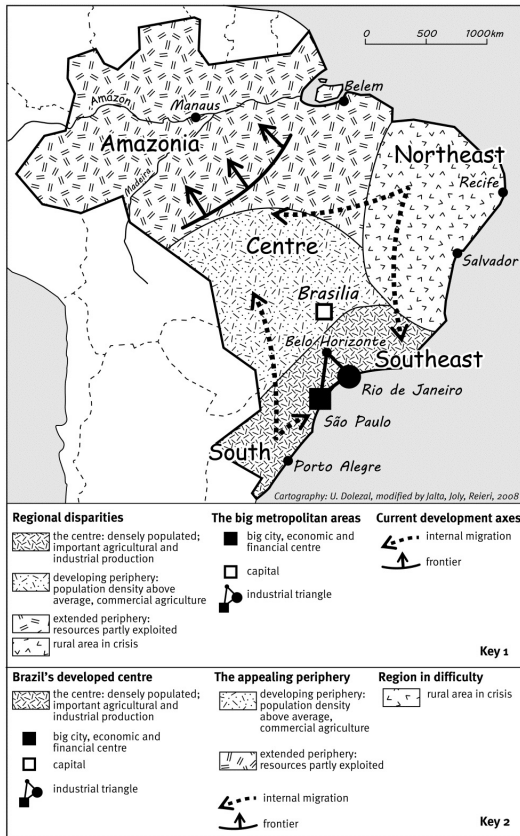 0 500 1000km
Belem
Amazon
Manaus
Amazonia
Madeira
Northeast
Recife
Centre
Salvador
Brasilia
Belo Horizonte
Southeast
Rio de Janeiro
São Paulo
South
Porto Alegre
Cartography: U. Dolezal, modified by Jalta, Joly, Reieri, 2008
Regional disparities
the centre: densely populated;
important agricultural and
industrial production
developing periphery:
population density above
average, commercial agriculture
extended periphery:
resources partly exploited
rural area in crisis
The big metropolitan areas
big city, economic and
financial centre
capital
industrial triangle
Current development axes
internal migration
frontier
Key 1
Brazil's developed centre
the centre: densely populated;
important agricultural and
industrial production
big city, economic and
financial centre
capital
industrial triangle
The appealing periphery
developing periphery:
population density
above average,
commercial agriculture
extended periphery:
resources partly exploited
internal migration
frontier
Region in difficulty
rural area in crisis
Key 2